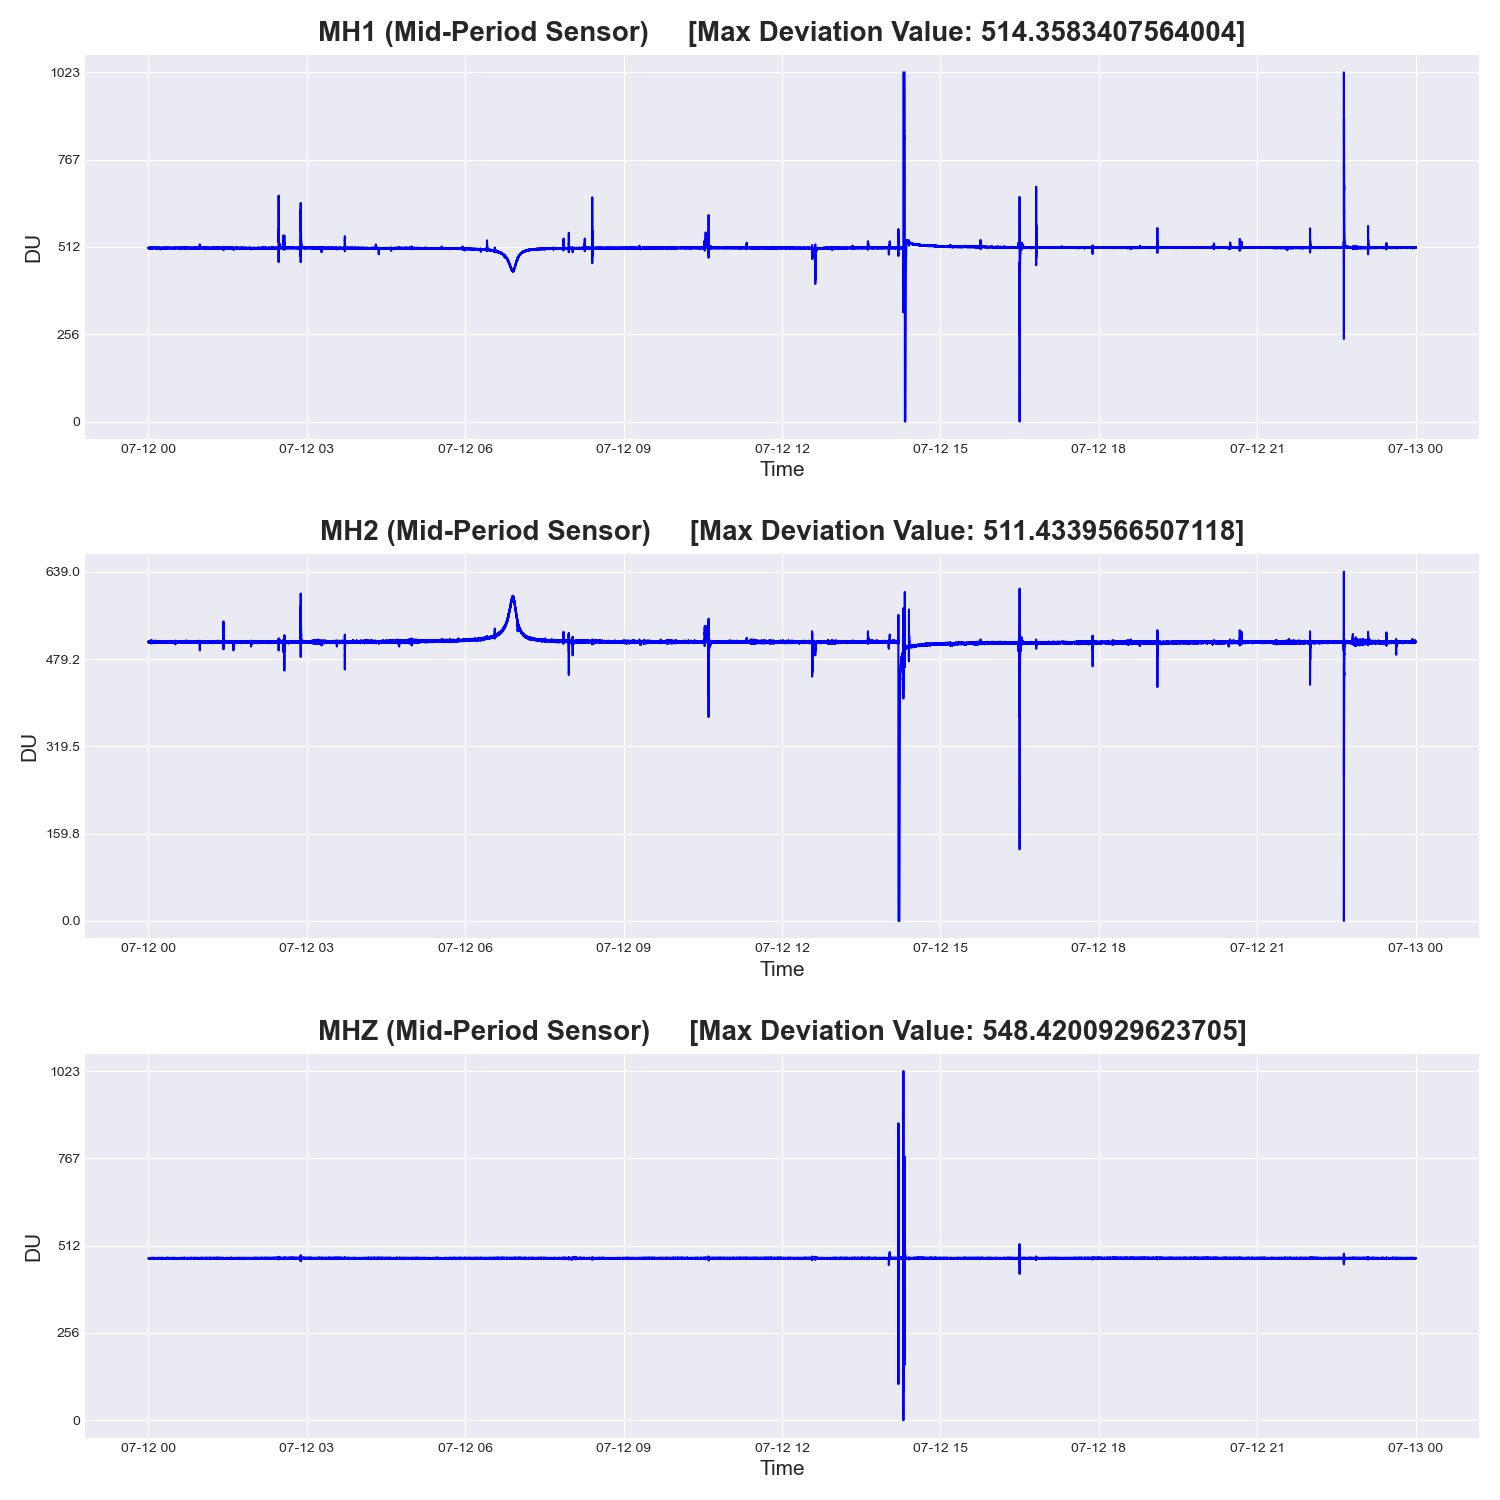 MH1 (Mid-Period Sensor) [Max Deviation Value: 514.3583407564004]
1023
767
512
256
0
DU
07-12 00 07-12 03 07-12 06 07-12 09 07-12 12 07-12 15 07-12 18 07-12 21 07-13 00
Time
MH2 (Mid-Period Sensor) [Max Deviation Value: 511.4339566507118]
639.0
479.2
319.5
159.8
0.0
DU
07-12 00 07-12 03 07-12 06 07-12 09 07-12 12 07-12 15 07-12 18 07-12 21 07-13 00
Time
MHZ (Mid-Period Sensor) [Max Deviation Value: 548.4200929623705]
1023
767
512
256
0
DU
07-12 00 07-12 03 07-12 06 07-12 09 07-12 12 07-12 15 07-12 18 07-12 21 07-13 00
Time